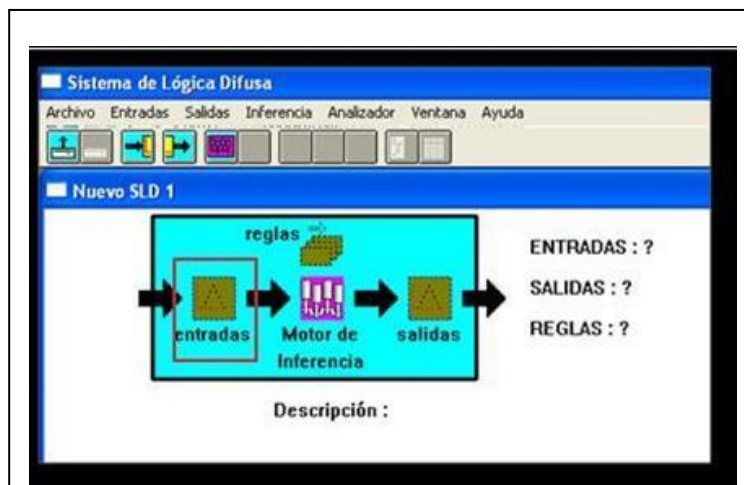 Sistema de Lógica Difusa
Archivo Entradas Salidas Inferencia Analizador Ventana Ayuda
Nuevo SLD 1
reglas
entradas
Motor de
Inferencia
salidas
ENTRADAS : ?
SALIDAS : ?
REGLAS : ?
Descripción :